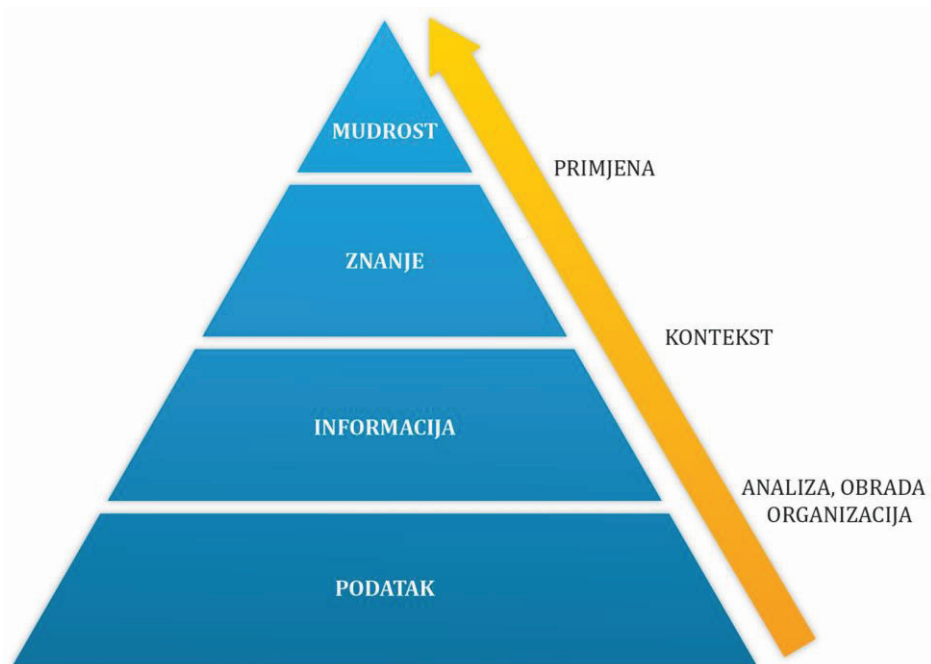 MUDROST
PRIMJENA
ZNANJE
KONTEKST
INFORMACIJA
ANALIZA, OBRADA
ORGANIZACIJA
PODATAK